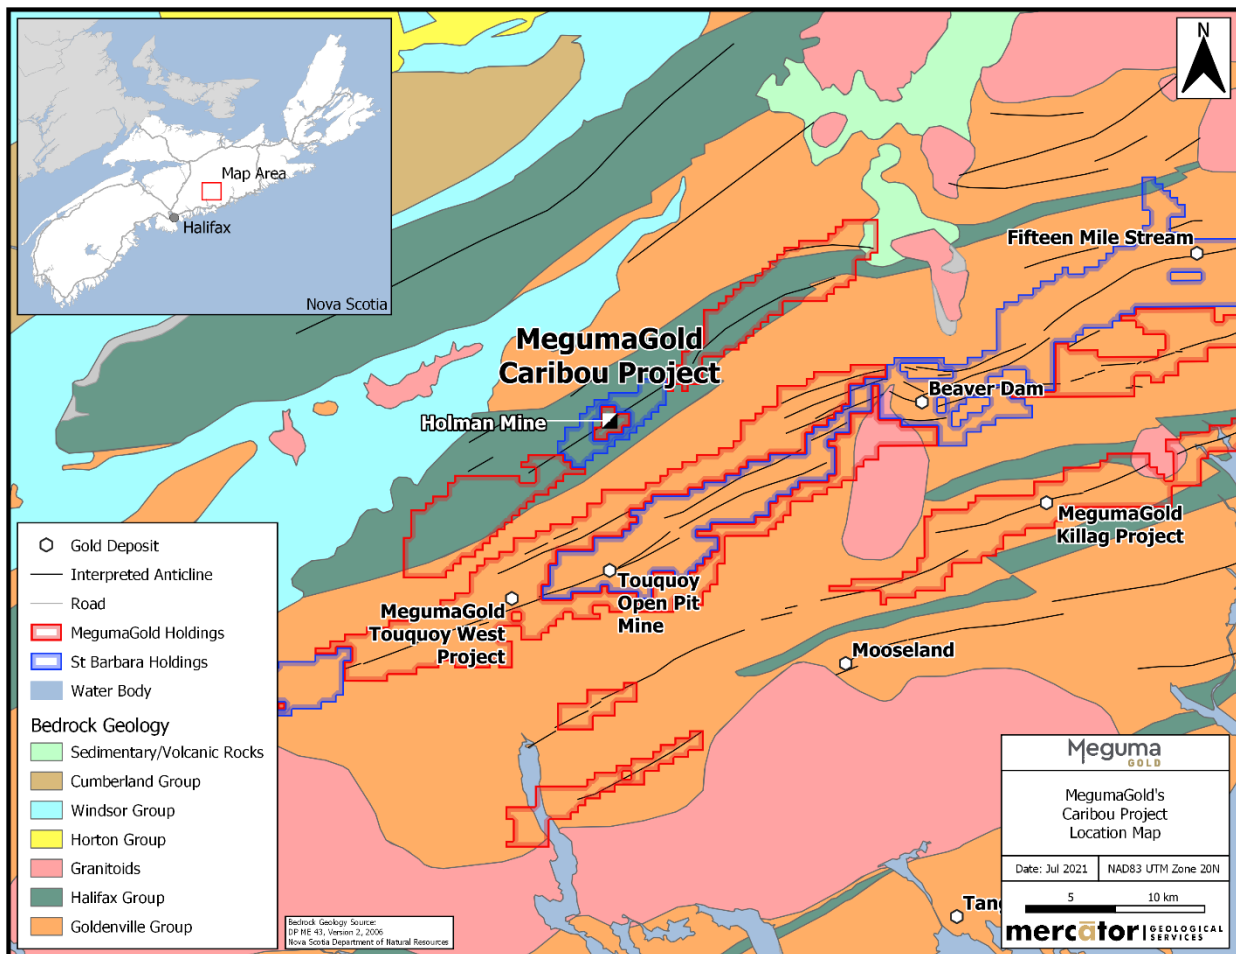 Map Area
Halifax
Nova Scotia
N
Fifteen Mile Stream
MegumaGold
Caribou Project
Beaver Dam
Holman Mine
MegumaGold
Killag Project
Touquoy
Open Pit
Mine
MegumaGold
Touquoy West
Project
Mooseland
Gold Deposit
Interpreted Anticline
Road
MegumaGold Holdings
St Barbara Holdings
Water Body
Bedrock Geology
Sedimentary/Volcanic Rocks
Cumberland Group
Windsor Group
Horton Group
Granitoids
Halifax Group
Goldenville Group
Bedrock Geology Source:
DP ME 43, Version 2, 2006
Nova Scotia Department of Natural Resources
Tang
Meguma
GOLD
MegumaGold's
Caribou Project
Location Map
Date: Jul 2021 NAD83 UTM Zone 20N
5 10 km
mercātor GEOLOGICAL
SERVICES